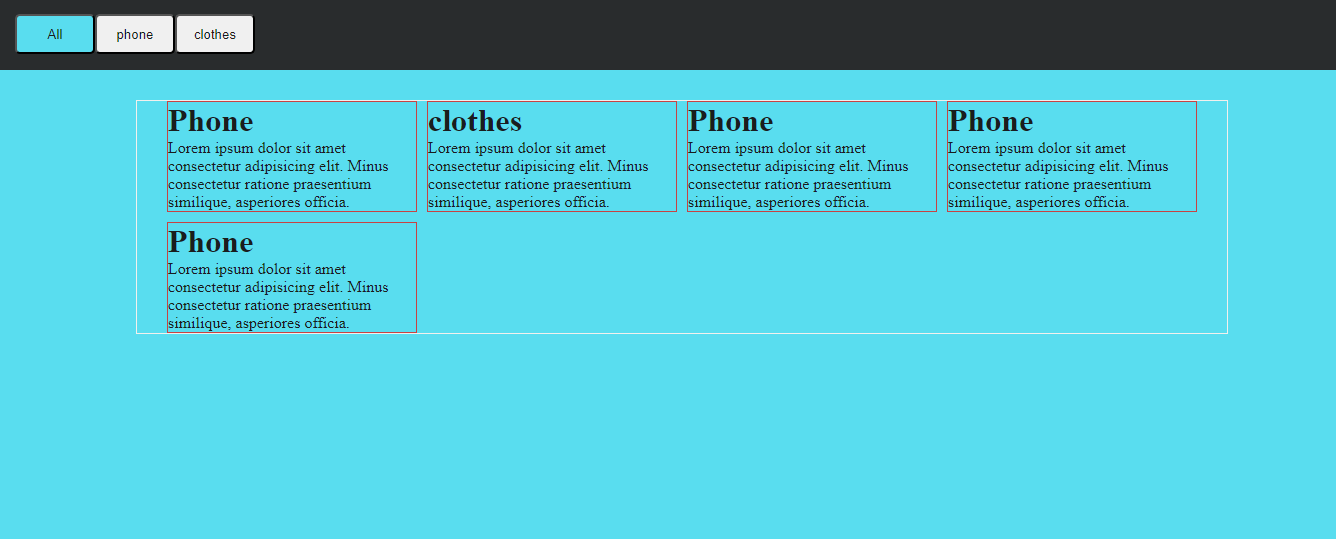 All
phone
clothes
Phone
Lorem ipsum dolor sit amet
consectetur adipisicing elit. Minus
consectetur ratione praesentium
similique, asperiores officia.
clothes
Lorem ipsum dolor sit amet
consectetur adipisicing elit. Minus
consectetur ratione praesentium
similique, asperiores officia.
Phone
Lorem ipsum dolor sit amet
consectetur adipisicing elit. Minus
consectetur ratione praesentium
similique, asperiores officia.
Phone
Lorem ipsum dolor sit amet
consectetur adipisicing elit. Minus
consectetur ratione praesentium
similique, asperiores officia.
Phone
Lorem ipsum dolor sit amet
consectetur adipisicing elit. Minus
consectetur ratione praesentium
similique, asperiores officia.